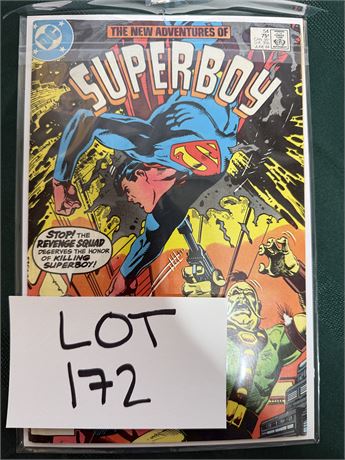 DC
THE NEW ADVENTURES OF
SUPERBOY
54
75¢
S
STOP! THE
REVENGE SQUAD
DESERVES THE HONOR
OF KILLING
SUPERBOY!
LOT
172